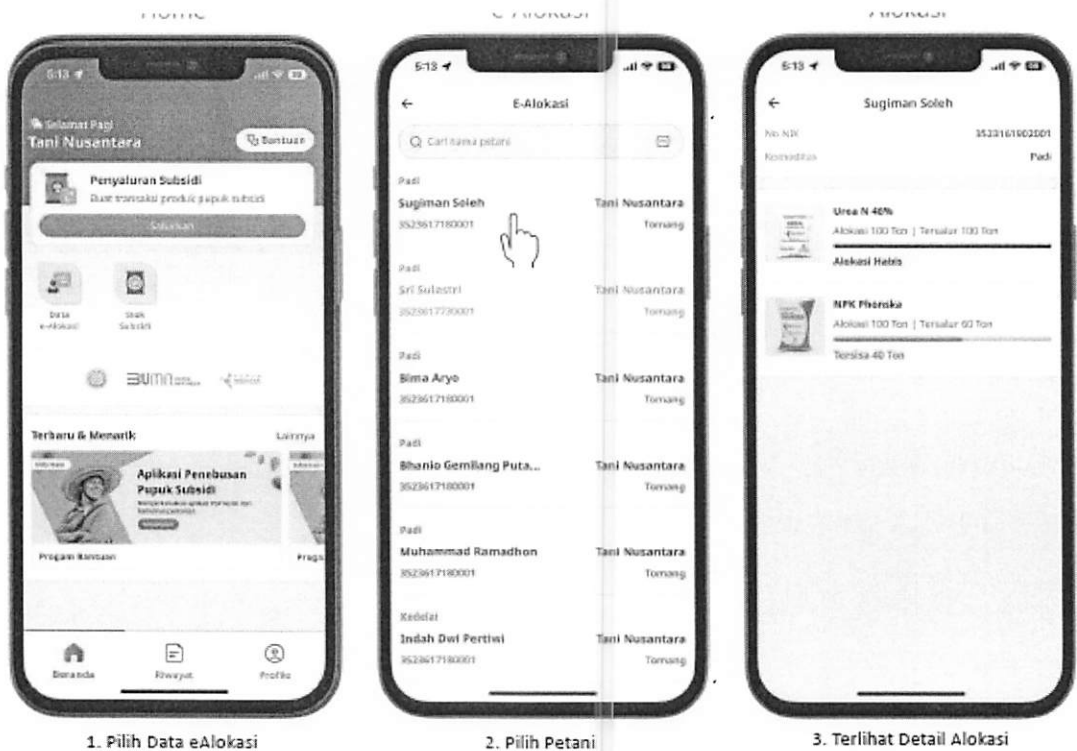 Home
e-Alokasi
Alokasi
5:13
Selamat Pagi
Tani Nusantara
Bantuan
Penyaluran Subsidi
Buat transaksi produk pupuk subsidi
Salurkan
Data
e-Alokasi
Stok
Subsidi
BUMN
Terbaru & Menarik
Lainnya
Aplikasi Penebusan
Pupuk Subsidi
Program Bantuan
Progra
Beranda
Riwayat
Profile
1. Pilih Data eAlokasi
5:13
E-Alokasi
Cari nama petani
Padi
Sugiman Soleh
Tani Nusantara
3523617180001
Tomang
Padi
Sri Sulastri
Tani Nusantara
3523617730001
Tomang
Padi
Bima Aryo
Tani Nusantara
3523617180001
Tomang
Padi
Bhanio Gemilang Puta...
Tani Nusantara
3523617180001
Tomang
Padi
Muhammad Ramadhon
Tani Nusantara
3523617180001
Tomang
Kedelai
Indah Dwi Pertiwi
Tani Nusantara
3523617180001
Tomang
2. Pilih Petani
5:13
Sugiman Soleh
No NIK
3523161902001
Komoditas
Padi
Urea N 46%
Alokasi 100 Ton | Tersalur 100 Ton
Alokasi Habis
NPK Phonska
Alokasi 100 Ton | Tersalur 60 Ton
Tersisa 40 Ton
3. Terlihat Detail Alokasi